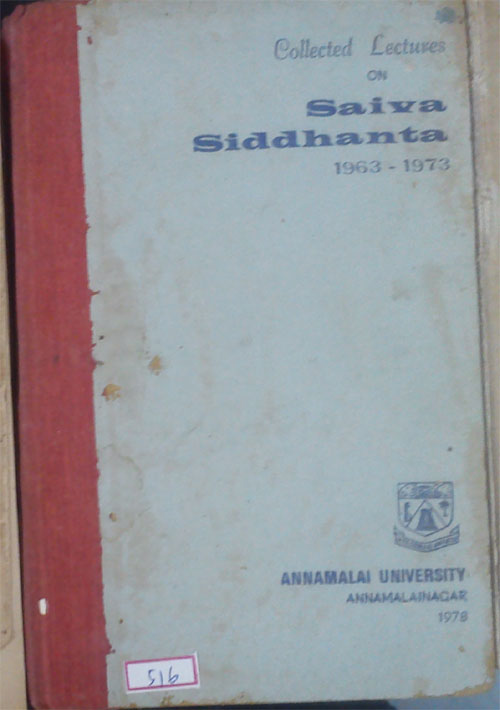 Collected Lectures
ON
Saiva
Siddhanta
1963 - 1973
ANNAMALAI UNIVERSITY
ANNAMALAINAGAR
1978
516